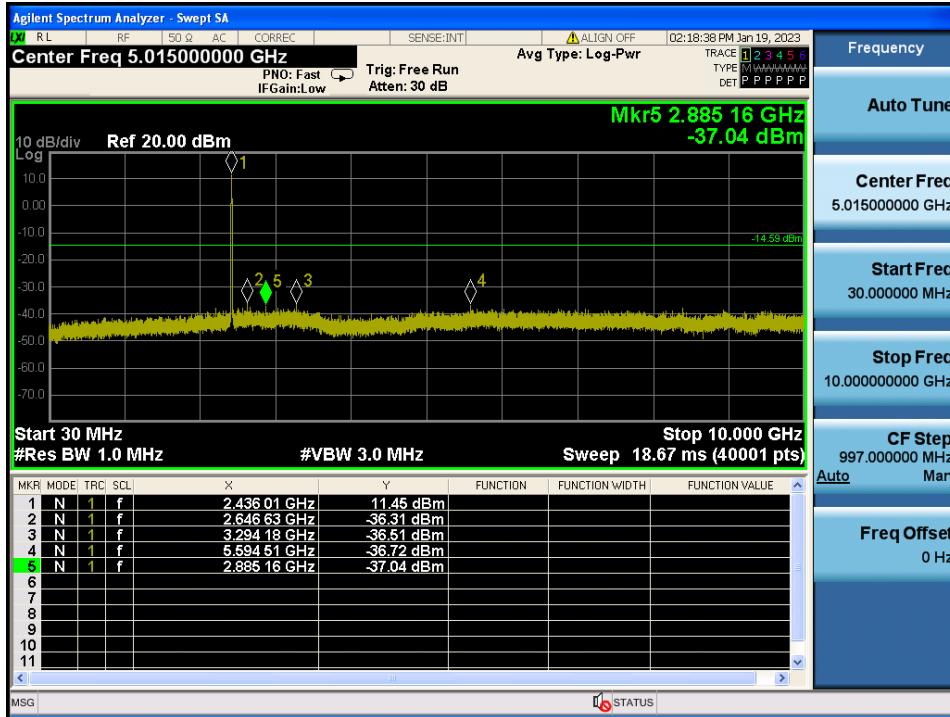 Agilent Spectrum Analyzer - Swept SA
LXI RL RF 50 Ω AC CORREC SENSE:INT ALIGN OFF 02:18:38 PM Jan 19, 2023
Center Freq 5.015000000 GHz
PNO: Fast
IFGain:Low
Trig: Free Run
Atten: 30 dB
Avg Type: Log-Pwr
TRACE 1 2 3 4 5 6
TYPE M
DET P P P P P P
Mkr5 2.885 16 GHz
-37.04 dBm
10 dB/div Ref 20.00 dBm
Log
10.0
0.00
-10.0
-20.0
-30.0
-40.0
-50.0
-60.0
-70.0
1
2 5 3
4
-14.59 dBm
Start 30 MHz Stop 10.000 GHz
#Res BW 1.0 MHz #VBW 3.0 MHz Sweep 18.67 ms (40001 pts)
MKR MODE TRC SCL X Y FUNCTION FUNCTION WIDTH FUNCTION VALUE
1 N 1 f 2.436 01 GHz 11.45 dBm
2 N 1 f 2.646 63 GHz -36.31 dBm
3 N 1 f 3.294 18 GHz -36.51 dBm
4 N 1 f 5.594 51 GHz -36.72 dBm
5 N 1 f 2.885 16 GHz -37.04 dBm
6
7
8
9
10
11
MSG STATUS
Frequency
Auto Tune
Center Freq
5.015000000 GHz
Start Freq
30.000000 MHz
Stop Freq
10.000000000 GHz
CF Step
997.000000 MHz
Auto Man
Freq Offset
0 Hz